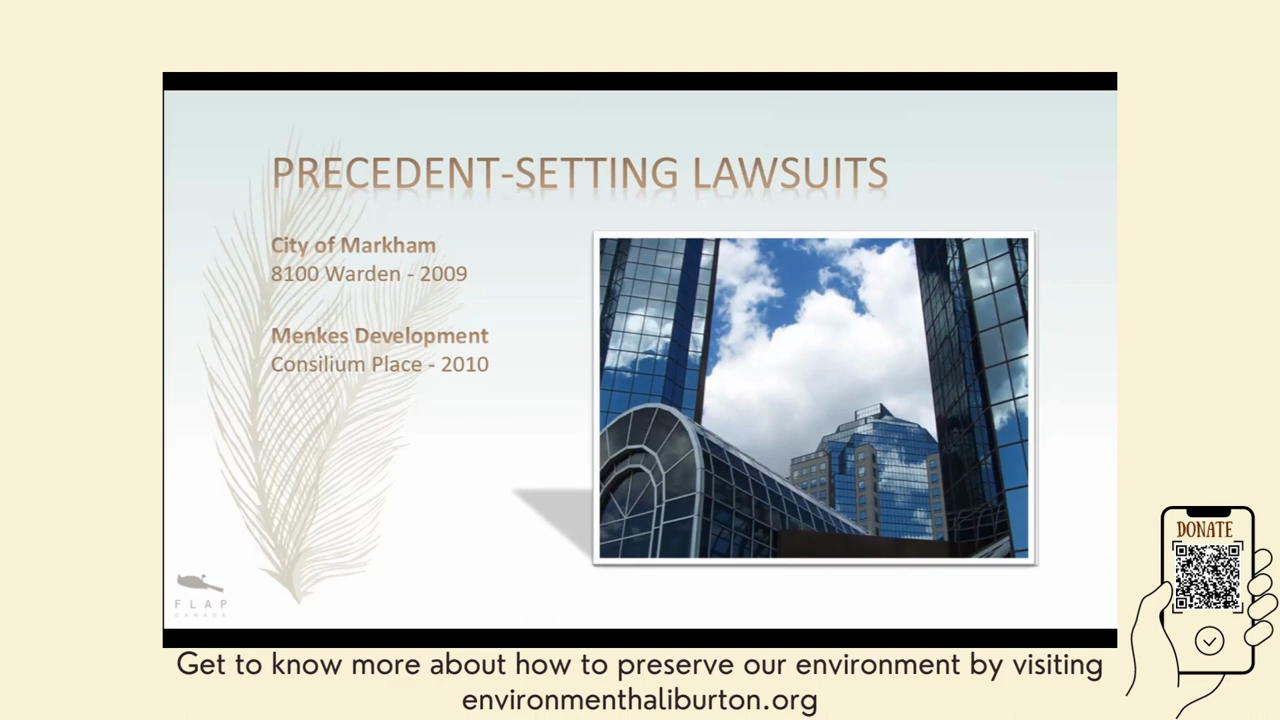 PRECEDENT-SETTING LAWSUITS
City of Markham
8100 Warden - 2009
Menkes Development
Consilium Place - 2010
FLAP
CANADA
DONATE
Get to know more about how to preserve our environment by visiting
environmenthaliburton.org